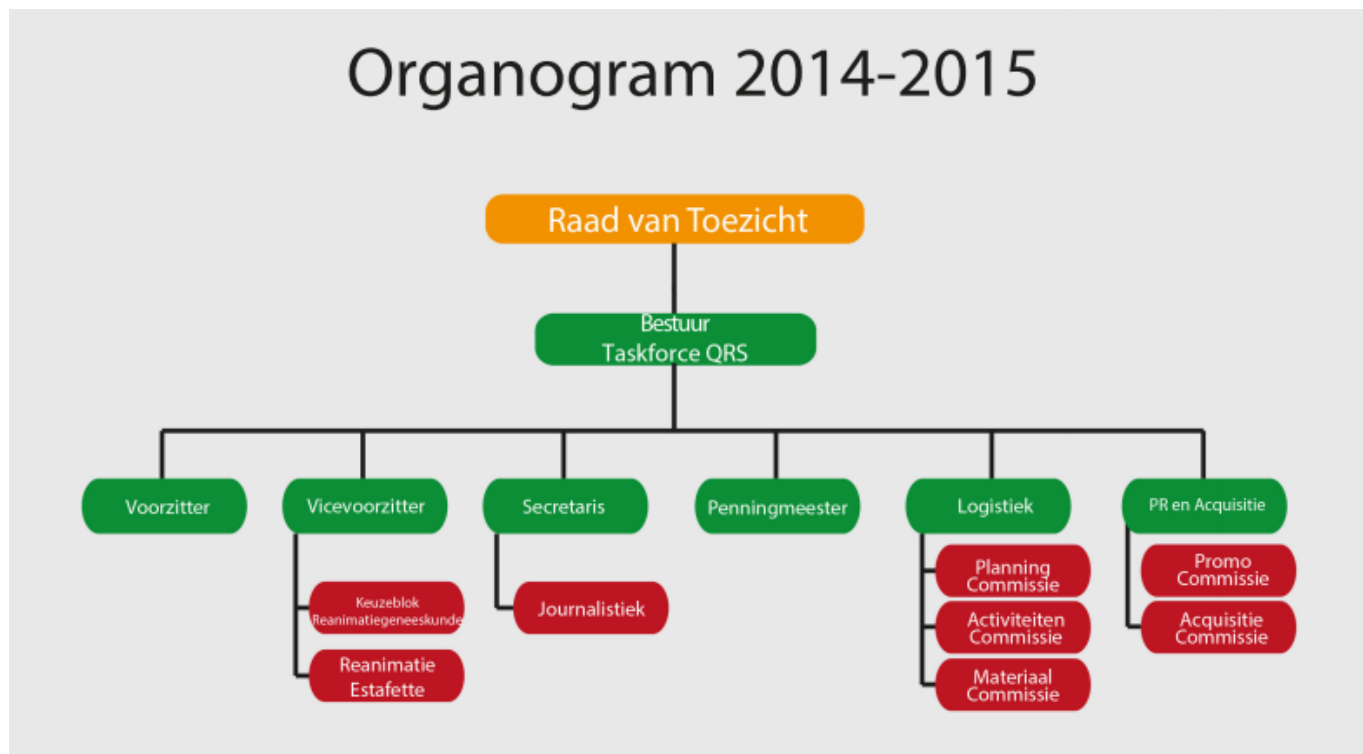 Organogram 2014-2015
Raad van Toezicht
Bestuur
Taskforce QRS
Voorzitter
Vicevoorzitter
Secretaris
Penningmeester
Logistiek
PR en Acquisitie
Keuzeblok
Reanimatiegeneeskunde
Reanimatie
Estafette
Journalistiek
Planning
Commissie
Activiteiten
Commissie
Materiaal
Commissie
Promo
Commissie
Acquisitie
Commissie